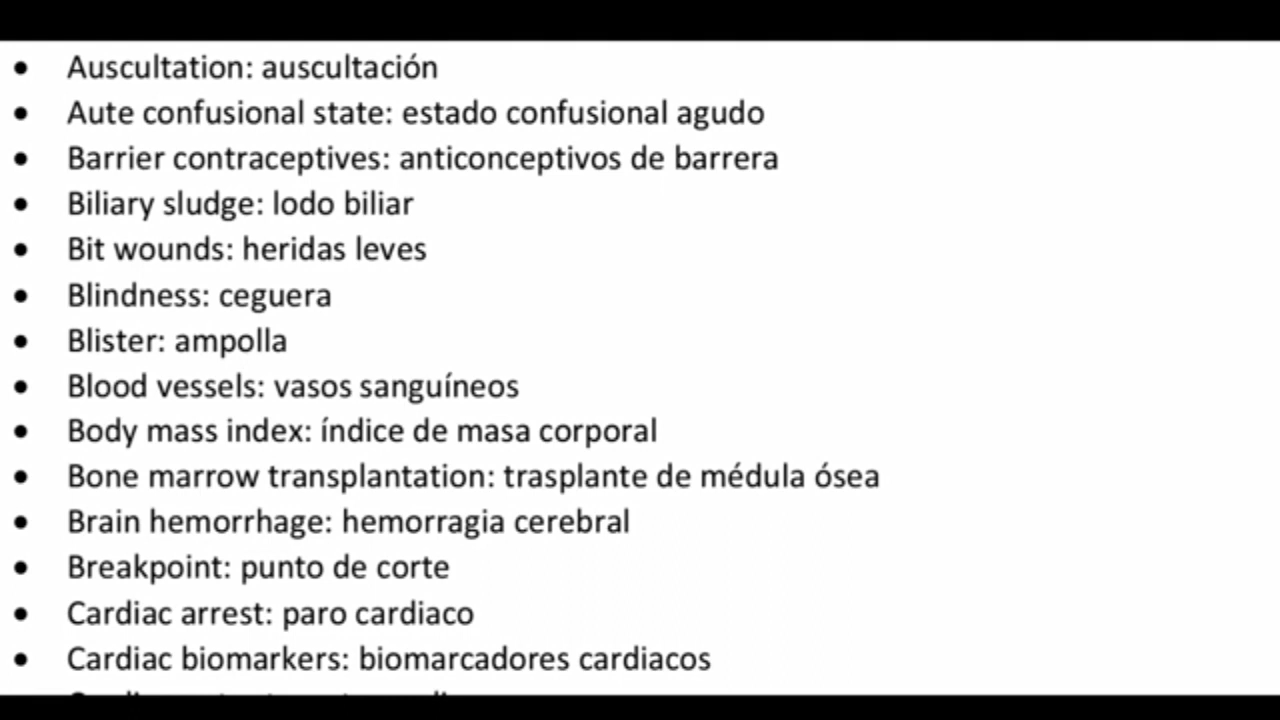 • Auscultation: auscultación
• Aute confusional state: estado confusional agudo
• Barrier contraceptives: anticonceptivos de barrera
• Biliary sludge: lodo biliar
• Bit wounds: heridas leves
• Blindness: ceguera
• Blister: ampolla
• Blood vessels: vasos sanguíneos
• Body mass index: índice de masa corporal
• Bone marrow transplantation: trasplante de médula ósea
• Brain hemorrhage: hemorragia cerebral
• Breakpoint: punto de corte
• Cardiac arrest: paro cardiaco
• Cardiac biomarkers: biomarcadores cardiacos